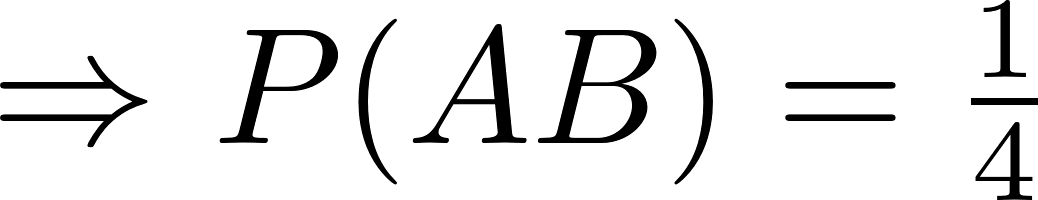 ⇒ P(AB) = 1/4